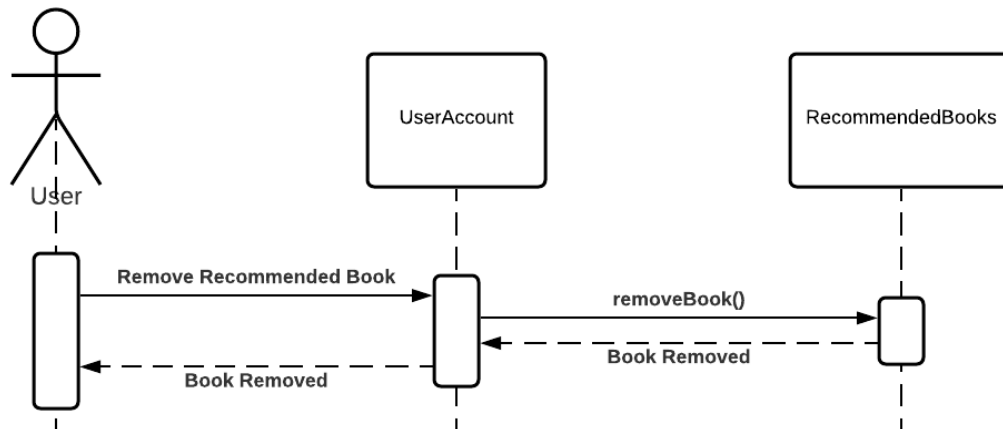 UserAccount
RecommendedBooks
User
Remove Recommended Book
removeBook()
Book Removed
Book Removed